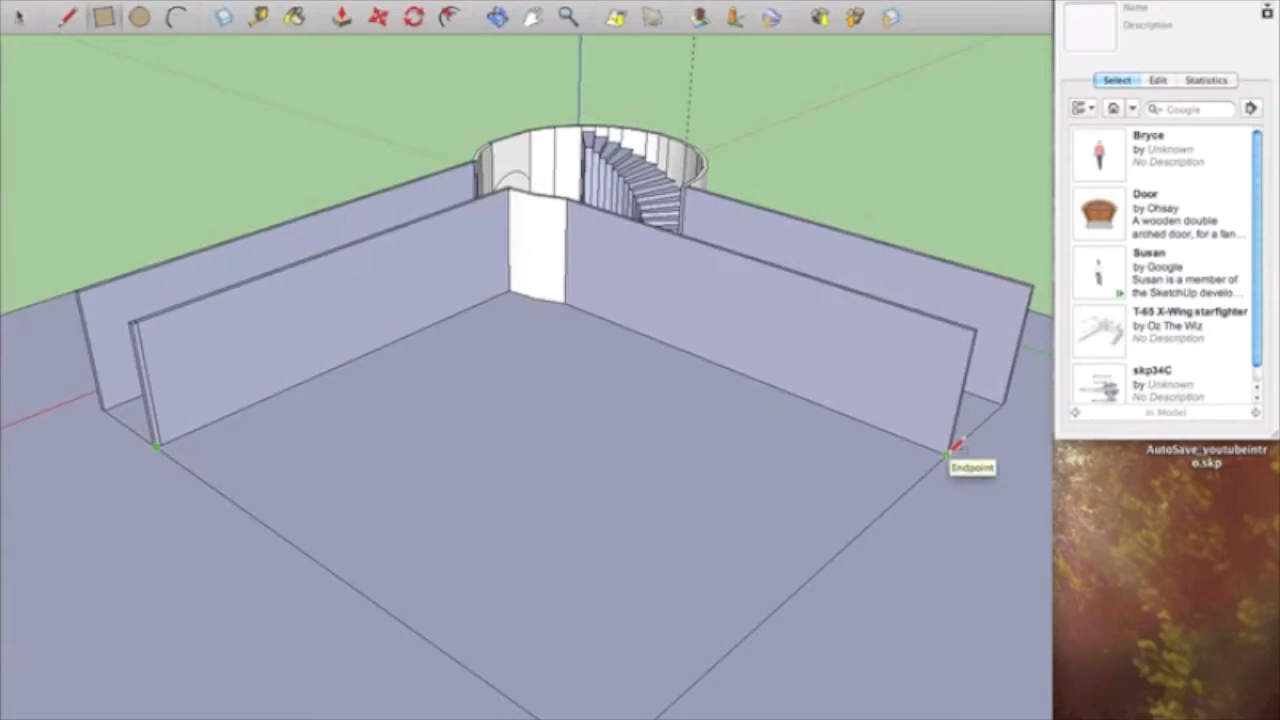 Name
Description
Select Edit Statistics
Google
Bryce
by Unknown
No Description
Door
by Ohsay
A wooden double
arched door, for a fan...
Susan
by Google
Susan is a member of
the SketchUp develo...
T-65 X-Wing starfighter
by Oz The Wiz
No Description
skp34C
by Unknown
No Description
In Model
AutoSave_youtubeintr
o.skp
Endpoint